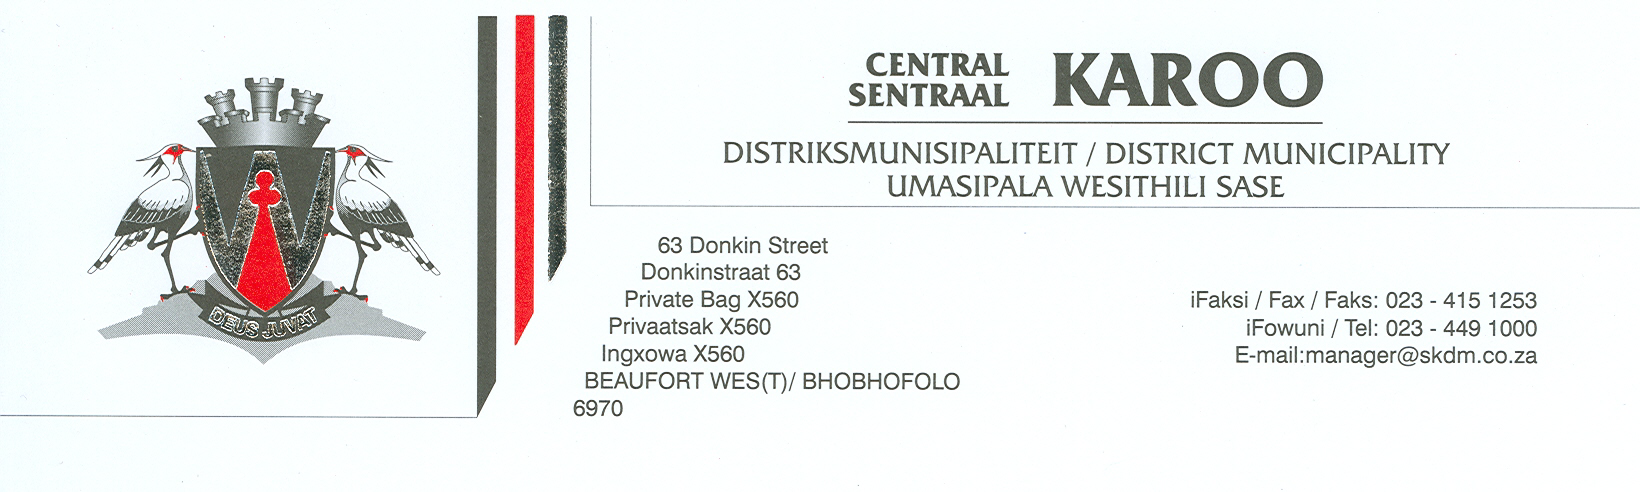 DEUS JUVAT
CENTRAL
SENTRAAL
KAROO
DISTRIKSMUNISIPALITEIT / DISTRICT MUNICIPALITY
UMASIPALA WESITHILI SASE
63 Donkin Street
Donkinstraat 63
Private Bag X560
Privaatsak X560
Ingxowa X560
BEAUFORT WES(T)/ BHOBHOFOLO
6970
iFaksi / Fax / Faks: 023 - 415 1253
iFowuni / Tel: 023 - 449 1000
E-mail:manager@skdm.co.za